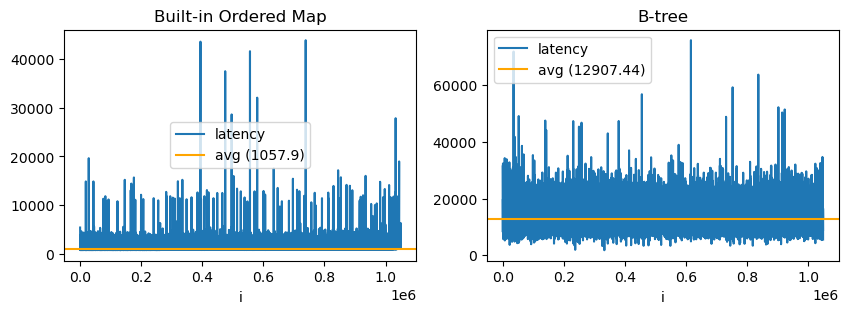 Built-in Ordered Map
40000
30000
20000
10000
0
latency
avg (1057.9)
0.0 0.2 0.4 0.6 0.8 1.0
1e6
i
B-tree
60000
40000
20000
0
latency
avg (12907.44)
0.0 0.2 0.4 0.6 0.8 1.0
1e6
i